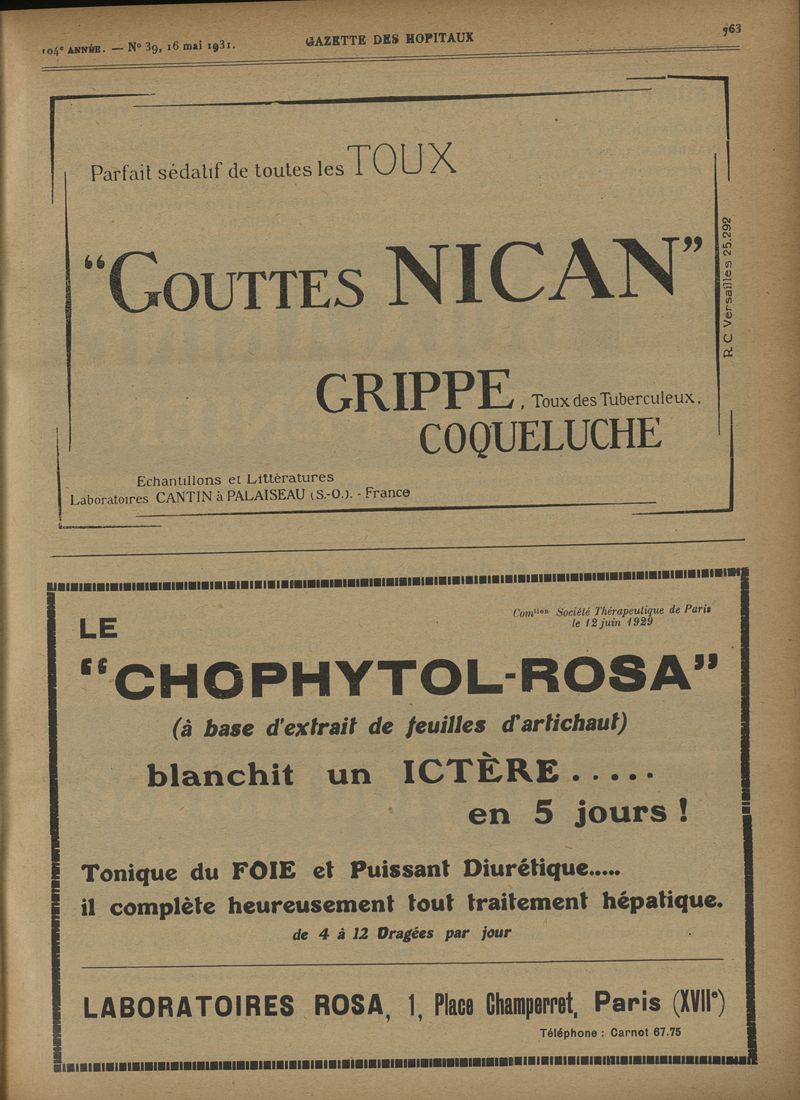 104e ANNÉE. — No 39, 16 mai 1931.
GAZETTE DES HOPITAUX
763
Parfait sédatif de toutes les TOUX
“GOUTTES NICAN”
GRIPPE, Toux des Tuberculeux,
COQUELUCHE
Echantillons et Littératures
Laboratoires CANTIN à PALAISEAU (S.-O.). - France
R C Versailles 25.292
Comtion Société Thérapeutique de Paris
le 12 juin 1929
LE
“CHOPHYTOL-ROSA”
(à base d'extrait de feuilles d'artichaut)
blanchit un ICTÈRE.....
en 5 jours !
Tonique du FOIE et Puissant Diurétique.....
il complète heureusement tout traitement hépatique.
de 4 à 12 Dragées par jour
LABORATOIRES ROSA, 1, Place Champerret, Paris (XVIIe)
Téléphone : Carnot 67.75